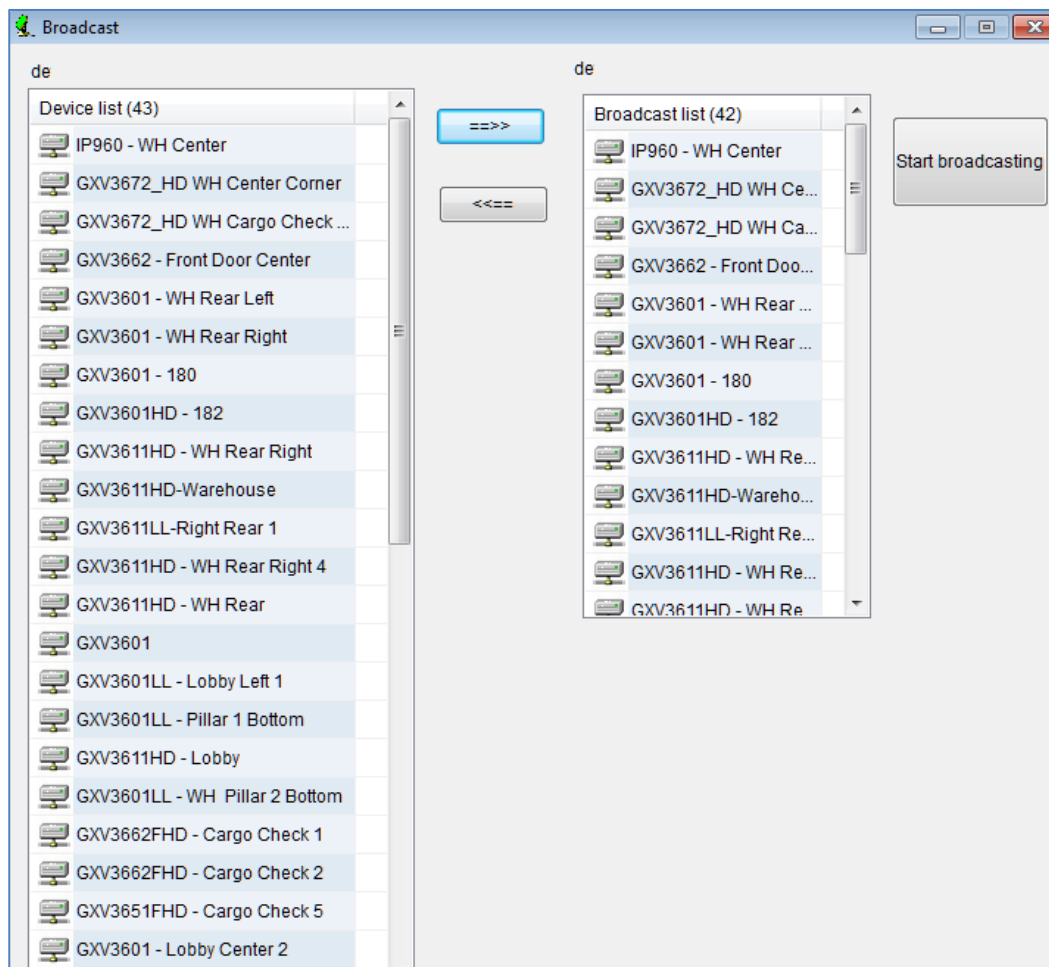 Broadcast
de
Device list (43)
IP960 - WH Center
GXV3672_HD WH Center Corner
GXV3672_HD WH Cargo Check ...
GXV3662 - Front Door Center
GXV3601 - WH Rear Left
GXV3601 - WH Rear Right
GXV3601 - 180
GXV3601HD - 182
GXV3611HD - WH Rear Right
GXV3611HD-Warehouse
GXV3611LL-Right Rear 1
GXV3611HD - WH Rear Right 4
GXV3611HD - WH Rear
GXV3601
GXV3601LL - Lobby Left 1
GXV3601LL - Pillar 1 Bottom
GXV3611HD - Lobby
GXV3601LL - WH  Pillar 2 Bottom
GXV3662FHD - Cargo Check 1
GXV3662FHD - Cargo Check 2
GXV3651FHD - Cargo Check 5
GXV3601 - Lobby Center 2
==>>
<<==
de
Broadcast list (42)
IP960 - WH Center
GXV3672_HD WH Ce...
GXV3672_HD WH Ca...
GXV3662 - Front Doo...
GXV3601 - WH Rear ...
GXV3601 - WH Rear ...
GXV3601 - 180
GXV3601HD - 182
GXV3611HD - WH Re...
GXV3611HD-Wareho...
GXV3611LL-Right Re...
GXV3611HD - WH Re...
GXV3611HD - WH Re
Start broadcasting